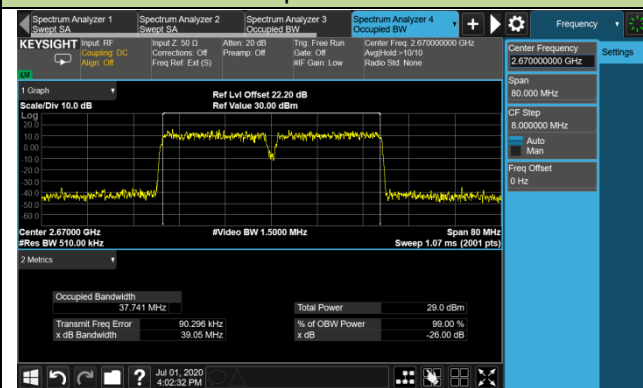 Spectrum Analyzer 1
Swept SA
Spectrum Analyzer 2
Swept SA
Spectrum Analyzer 3
Occupied BW
Spectrum Analyzer 4
Occupied BW
Frequency
KEYSIGHT
Input: RF
Coupling: DC
Align: Off
Input Z: 50 Ω
Corrections: Off
Freq Ref: Ext (S)
Atten: 20 dB
Preamp: Off
Trig: Free Run
Gate: Off
#IF Gain: Low
Center Freq: 2.670000000 GHz
Avg|Hold:>10/10
Radio Std: None
LXI
Center Frequency
2.670000000 GHz
Settings
Span
80.000 MHz
CF Step
8.000000 MHz
Auto
Man
Freq Offset
0 Hz
1 Graph
Scale/Div 10.0 dB
Ref Lvl Offset 22.20 dB
Ref Value 30.00 dBm
Log
20.0
10.0
0.00
-10.0
-20.0
-30.0
-40.0
-50.0
-60.0
Center 2.67000 GHz
#Res BW 510.00 kHz
#Video BW 1.5000 MHz
Span 80 MHz
Sweep 1.07 ms (2001 pts)
2 Metrics
Occupied Bandwidth
37.741 MHz
Total Power 29.0 dBm
Transmit Freq Error 90.296 kHz
% of OBW Power 99.00 %
x dB Bandwidth 39.05 MHz
x dB -26.00 dB
Jul 01, 2020
4:02:32 PM